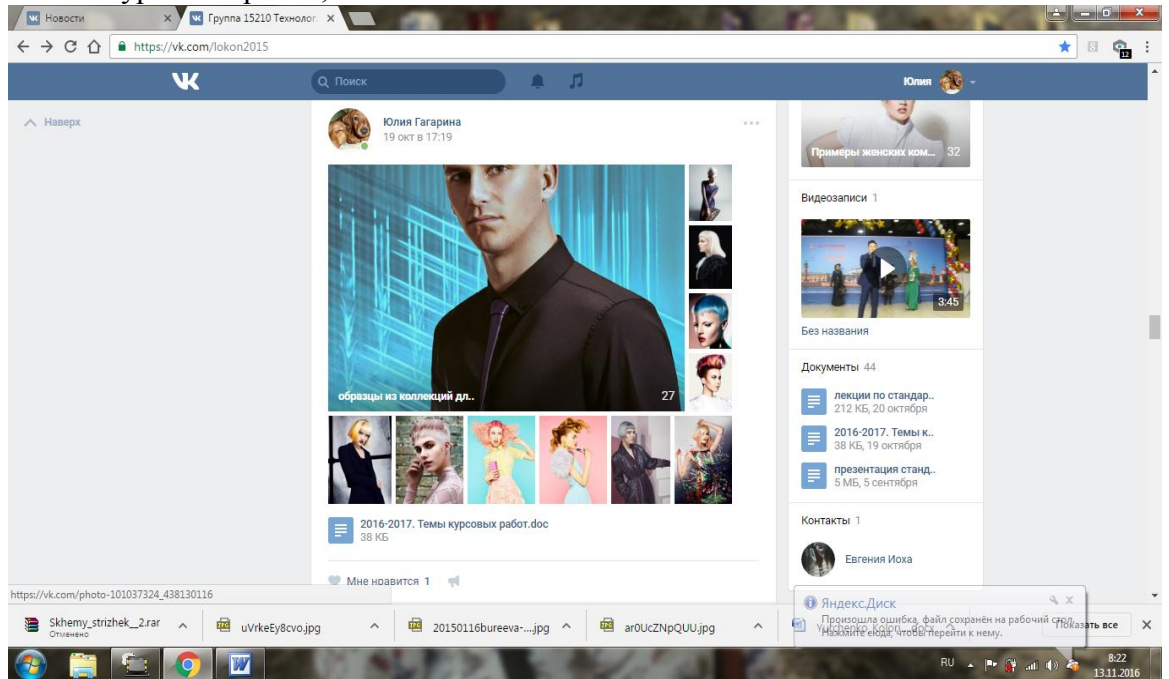 Новости
Группа 15210 Технолог.
https://vk.com/lokon2015
12
Поиск
Юлия
Наверх
Юлия Гагарина
19 окт в 17:19
образцы из коллекций дл..
27
2016-2017. Темы курсовых работ.doc
38 КБ
Мне нравится 1
Примеры женских ком...
32
Видеозаписи 1
3:45
Без названия
Документы 44
лекции по стандар..
212 КБ, 20 октября
2016-2017. Темы к..
38 КБ, 19 октября
презентация станд..
5 МБ, 5 сентября
Контакты 1
Евгения Иоха
https://vk.com/photo-101037324_438130116
Яндекс.Диск
Произошла ошибка, файл сохранён на рабочий стол.
Нажмите сюда, чтобы перейти к нему.
Skhemy_strizhek__2.rar
Отменено
uVrkeEy8cvo.jpg
20150116bureeva-....jpg
ar0UcZNpQUU.jpg
Показать все
RU
8:22
13.11.2016